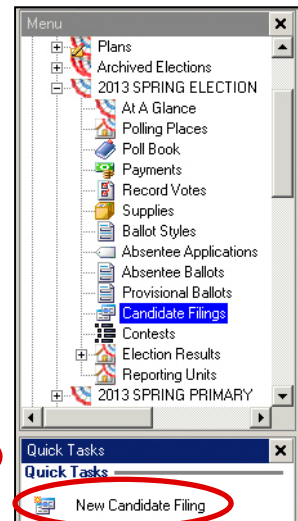 Menu
Plans
Archived Elections
2013 SPRING ELECTION
At A Glance
Polling Places
Poll Book
Payments
Record Votes
Supplies
Ballot Styles
Absentee Applications
Absentee Ballots
Provisional Ballots
Candidate Filings
Contests
Election Results
Reporting Units
2013 SPRING PRIMARY
Quick Tasks
Quick Tasks
New Candidate Filing